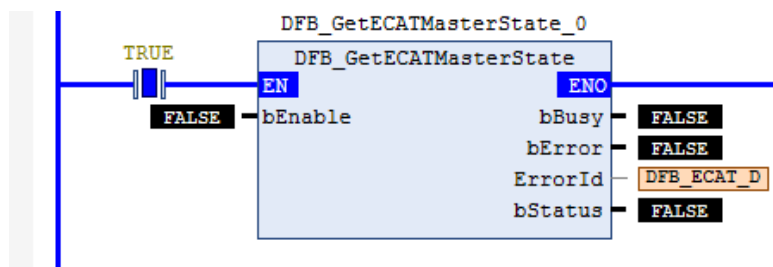 DFB_GetECATMasterState_0
TRUE
DFB_GetECATMasterState
EN ENO
FALSE bEnable bBusy FALSE
bError FALSE
ErrorId DFB_ECAT_D
bStatus FALSE